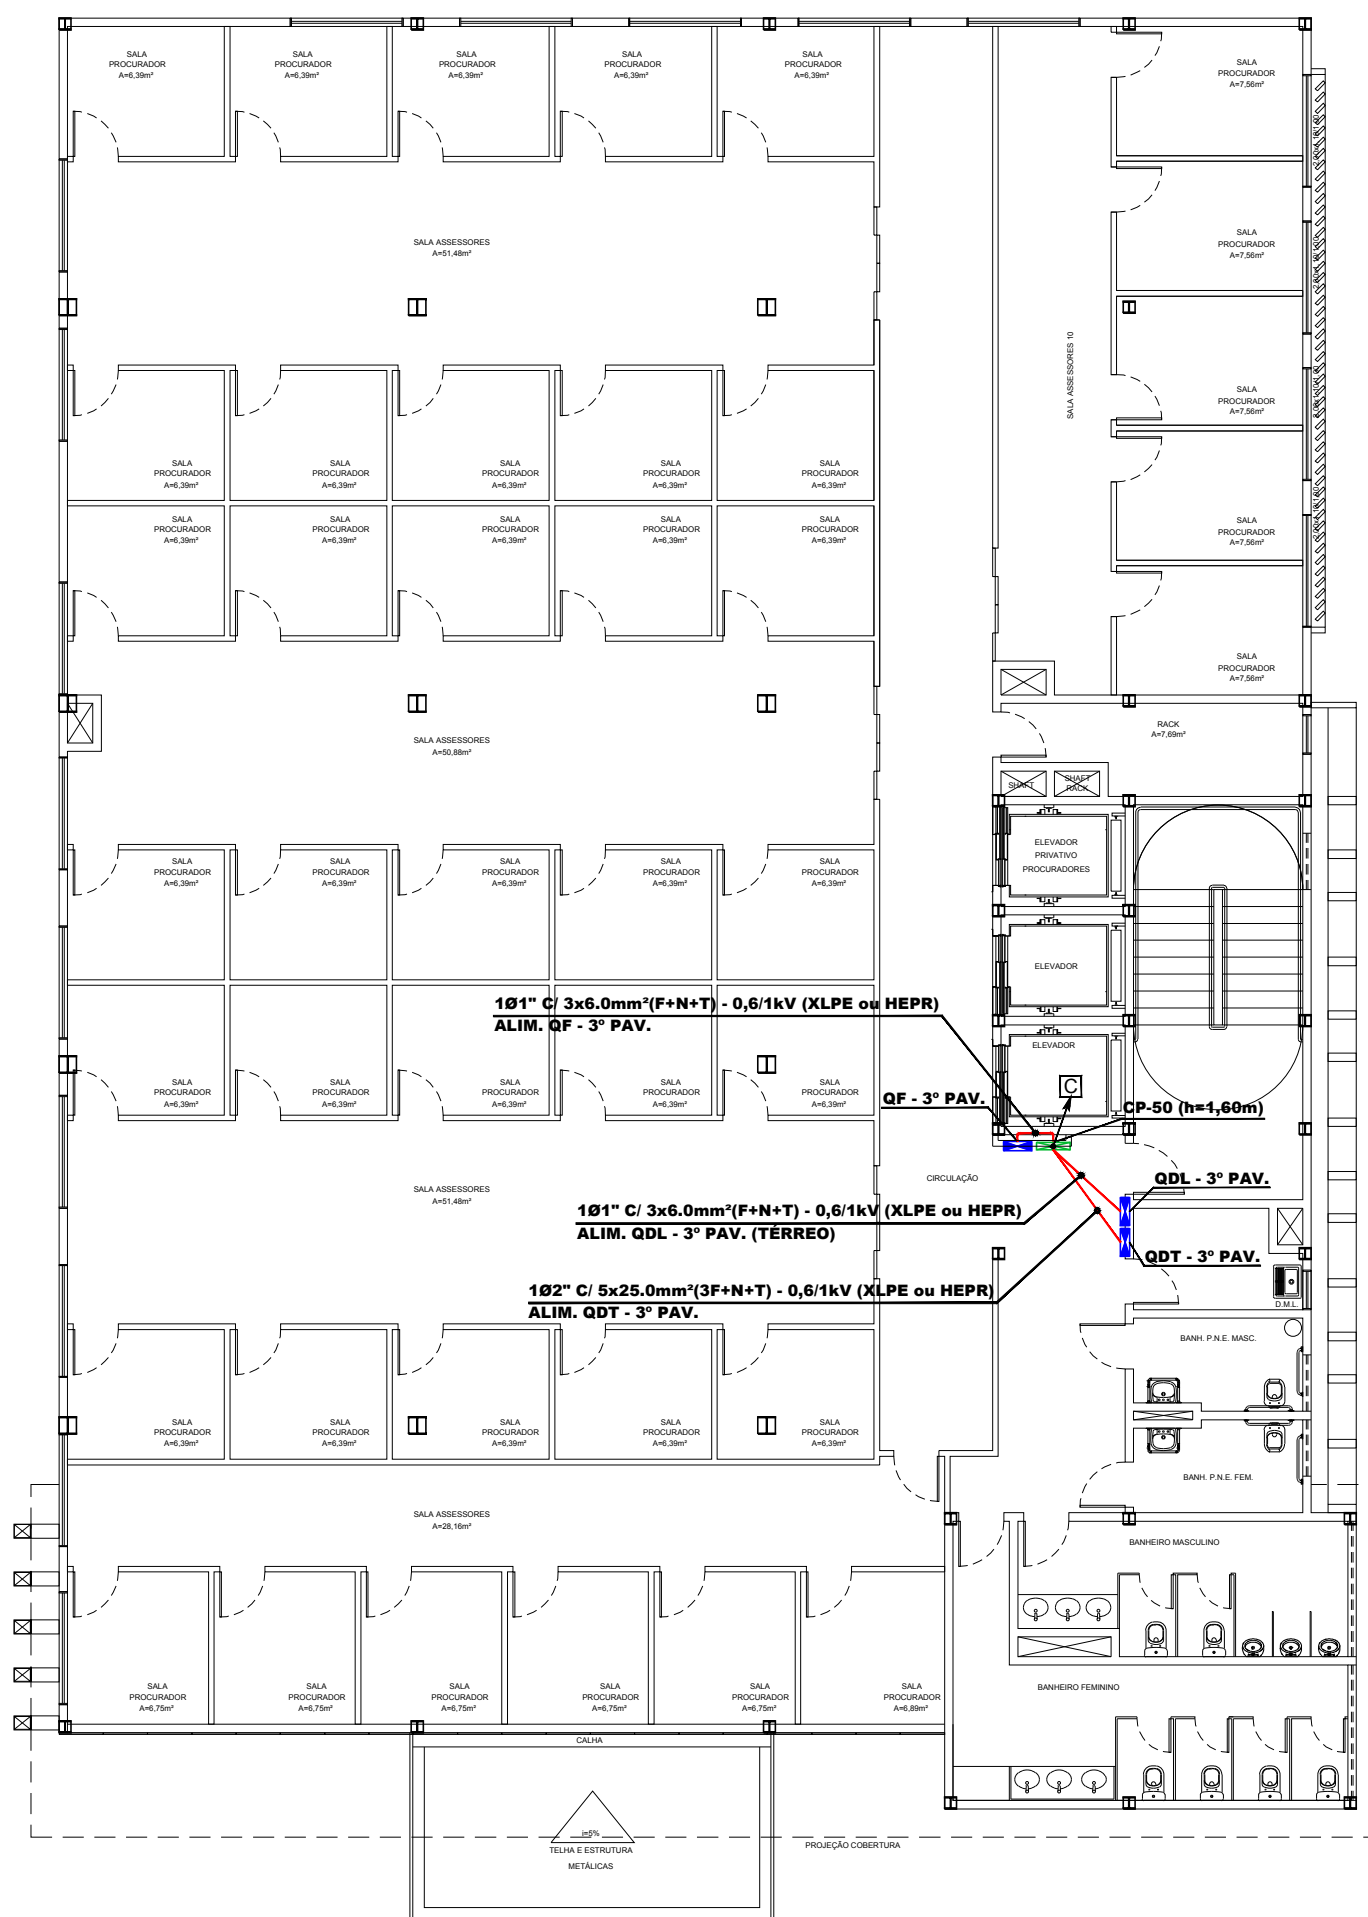 SALA
PROCURADOR
A=6,39m²
SALA
PROCURADOR
A=6,39m²
SALA
PROCURADOR
A=6,39m²
SALA
PROCURADOR
A=6,39m²
SALA
PROCURADOR
A=6,39m²
SALA
PROCURADOR
A=7,56m²
SALA ASSESSORES
A=51,48m²
SALA
PROCURADOR
A=7,56m²
SALA ASSESSORES 10
SALA
PROCURADOR
A=7,56m²
SALA
PROCURADOR
A=6,39m²
SALA
PROCURADOR
A=6,39m²
SALA
PROCURADOR
A=6,39m²
SALA
PROCURADOR
A=6,39m²
SALA
PROCURADOR
A=6,39m²
SALA
PROCURADOR
A=6,39m²
SALA
PROCURADOR
A=6,39m²
SALA
PROCURADOR
A=6,39m²
SALA
PROCURADOR
A=6,39m²
SALA
PROCURADOR
A=6,39m²
SALA
PROCURADOR
A=7,56m²
SALA
PROCURADOR
A=7,56m²
RACK
A=7,69m²
SALA ASSESSORES
A=50,88m²
SHAFT
SHAFT
RACK
ELEVADOR
PRIVATIVO
PROCURADORES
SALA
PROCURADOR
A=6,39m²
SALA
PROCURADOR
A=6,39m²
SALA
PROCURADOR
A=6,39m²
SALA
PROCURADOR
A=6,39m²
SALA
PROCURADOR
A=6,39m²
ELEVADOR
1Ø1" C/ 3x6.0mm²(F+N+T) - 0,6/1kV (XLPE ou HEPR)
ALIM. QF - 3º PAV.
ELEVADOR
C
SALA
PROCURADOR
A=6,39m²
SALA
PROCURADOR
A=6,39m²
SALA
PROCURADOR
A=6,39m²
SALA
PROCURADOR
A=6,39m²
SALA
PROCURADOR
A=6,39m²
QF - 3º PAV.
CP-50 (h=1,60m)
CIRCULAÇÃO
QDL - 3º PAV.
SALA ASSESSORES
A=51,48m²
1Ø1" C/ 3x6.0mm²(F+N+T) - 0,6/1kV (XLPE ou HEPR)
ALIM. QDL - 3º PAV. (TÉRREO)
QDT - 3º PAV.
1Ø2" C/ 5x25.0mm²(3F+N+T) - 0,6/1kV (XLPE ou HEPR)
ALIM. QDT - 3º PAV.
D.M.L.
BANH. P.N.E. MASC.
SALA
PROCURADOR
A=6,39m²
SALA
PROCURADOR
A=6,39m²
SALA
PROCURADOR
A=6,39m²
SALA
PROCURADOR
A=6,39m²
SALA
PROCURADOR
A=6,39m²
BANH. P.N.E. FEM.
SALA ASSESSORES
A=28,16m²
BANHEIRO MASCULINO
SALA
PROCURADOR
A=6,75m²
SALA
PROCURADOR
A=6,75m²
SALA
PROCURADOR
A=6,75m²
SALA
PROCURADOR
A=6,75m²
SALA
PROCURADOR
A=6,75m²
SALA
PROCURADOR
A=6,89m²
BANHEIRO FEMININO
CALHA
i=5%
TELHA E ESTRUTURA
METÁLICAS
PROJEÇÃO COBERTURA